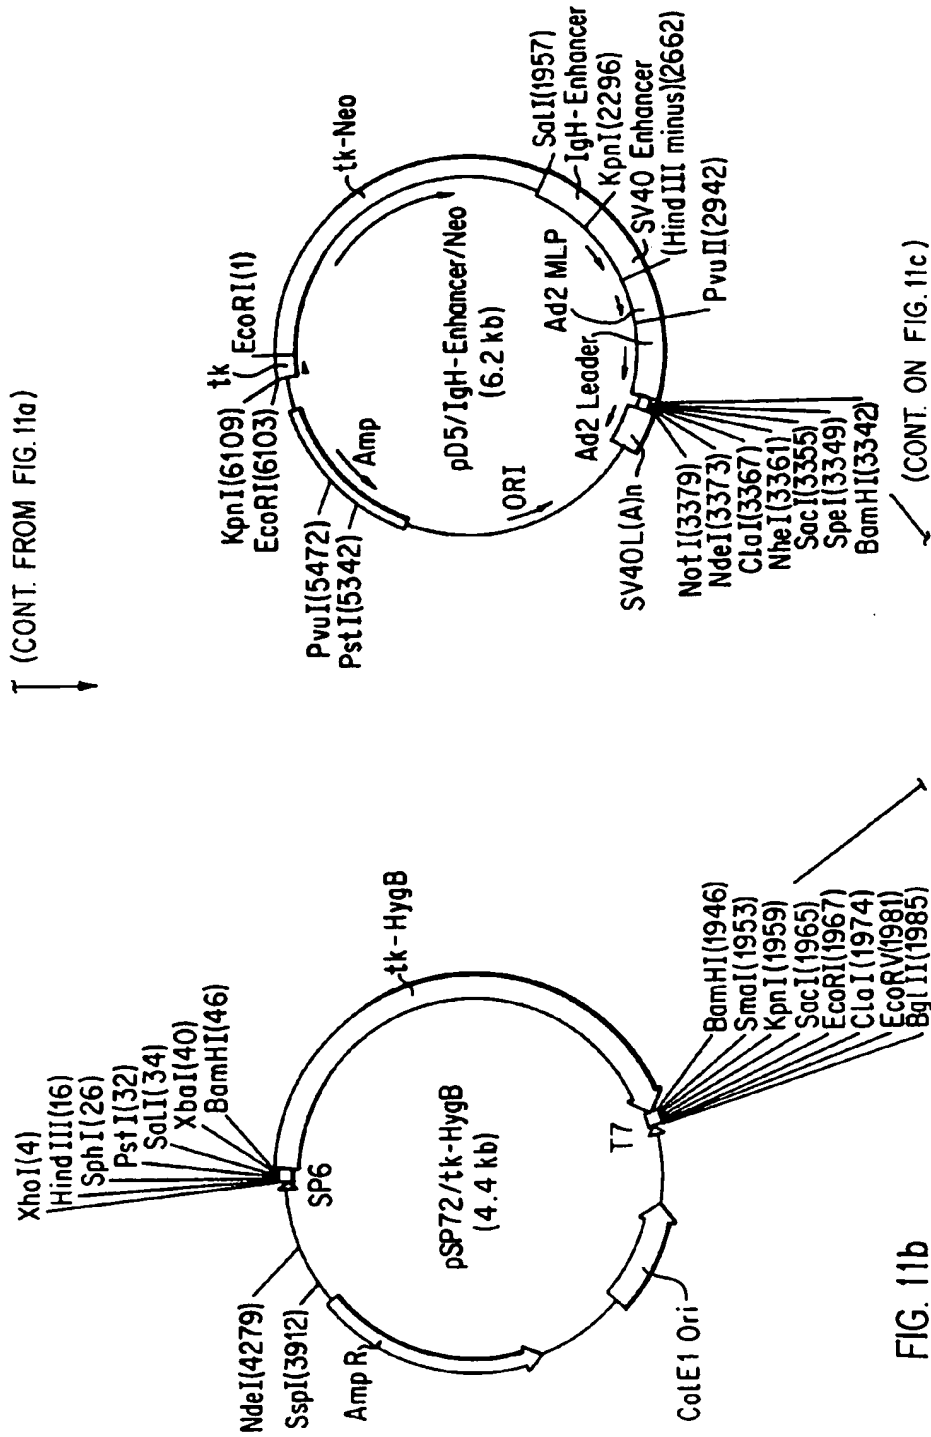 (CONT. FROM FIG. 11a)
XhoI(4)
HindIII(16)
SphI(26)
PstI(32)
SalI(34)
XbaI(40)
BamHI(46)
SP6
NdeI(4279)
SspI(3912)
Amp R
tk-HygB
pSP72/tk-HygB
(4.4 kb)
ColE1 Ori
T7
BamHI(1946)
SmaI(1953)
KpnI(1959)
SacI(1965)
EcoRI(1967)
ClaI(1974)
EcoRV(1981)
BglII(1985)
FIG. 11b
KpnI(6109)
EcoRI(6103)
tk
EcoRI(1)
tk-Neo
PvuI(5472)
PstI(5342)
Amp
pD5/IgH-Enhancer/Neo
(6.2 kb)
ORI
SalI(1957)
IgH-Enhancer
KpnI(2296)
SV40 Enhancer
(HindIII minus)(2662)
PvuII(2942)
Ad2 MLP
Ad2 Leader
SV40L(A)n
NotI(3379)
NdeI(3373)
ClaI(3367)
NheI(3361)
SacI(3355)
SpeI(3349)
BamHI(3342)
(CONT. ON FIG. 11c)